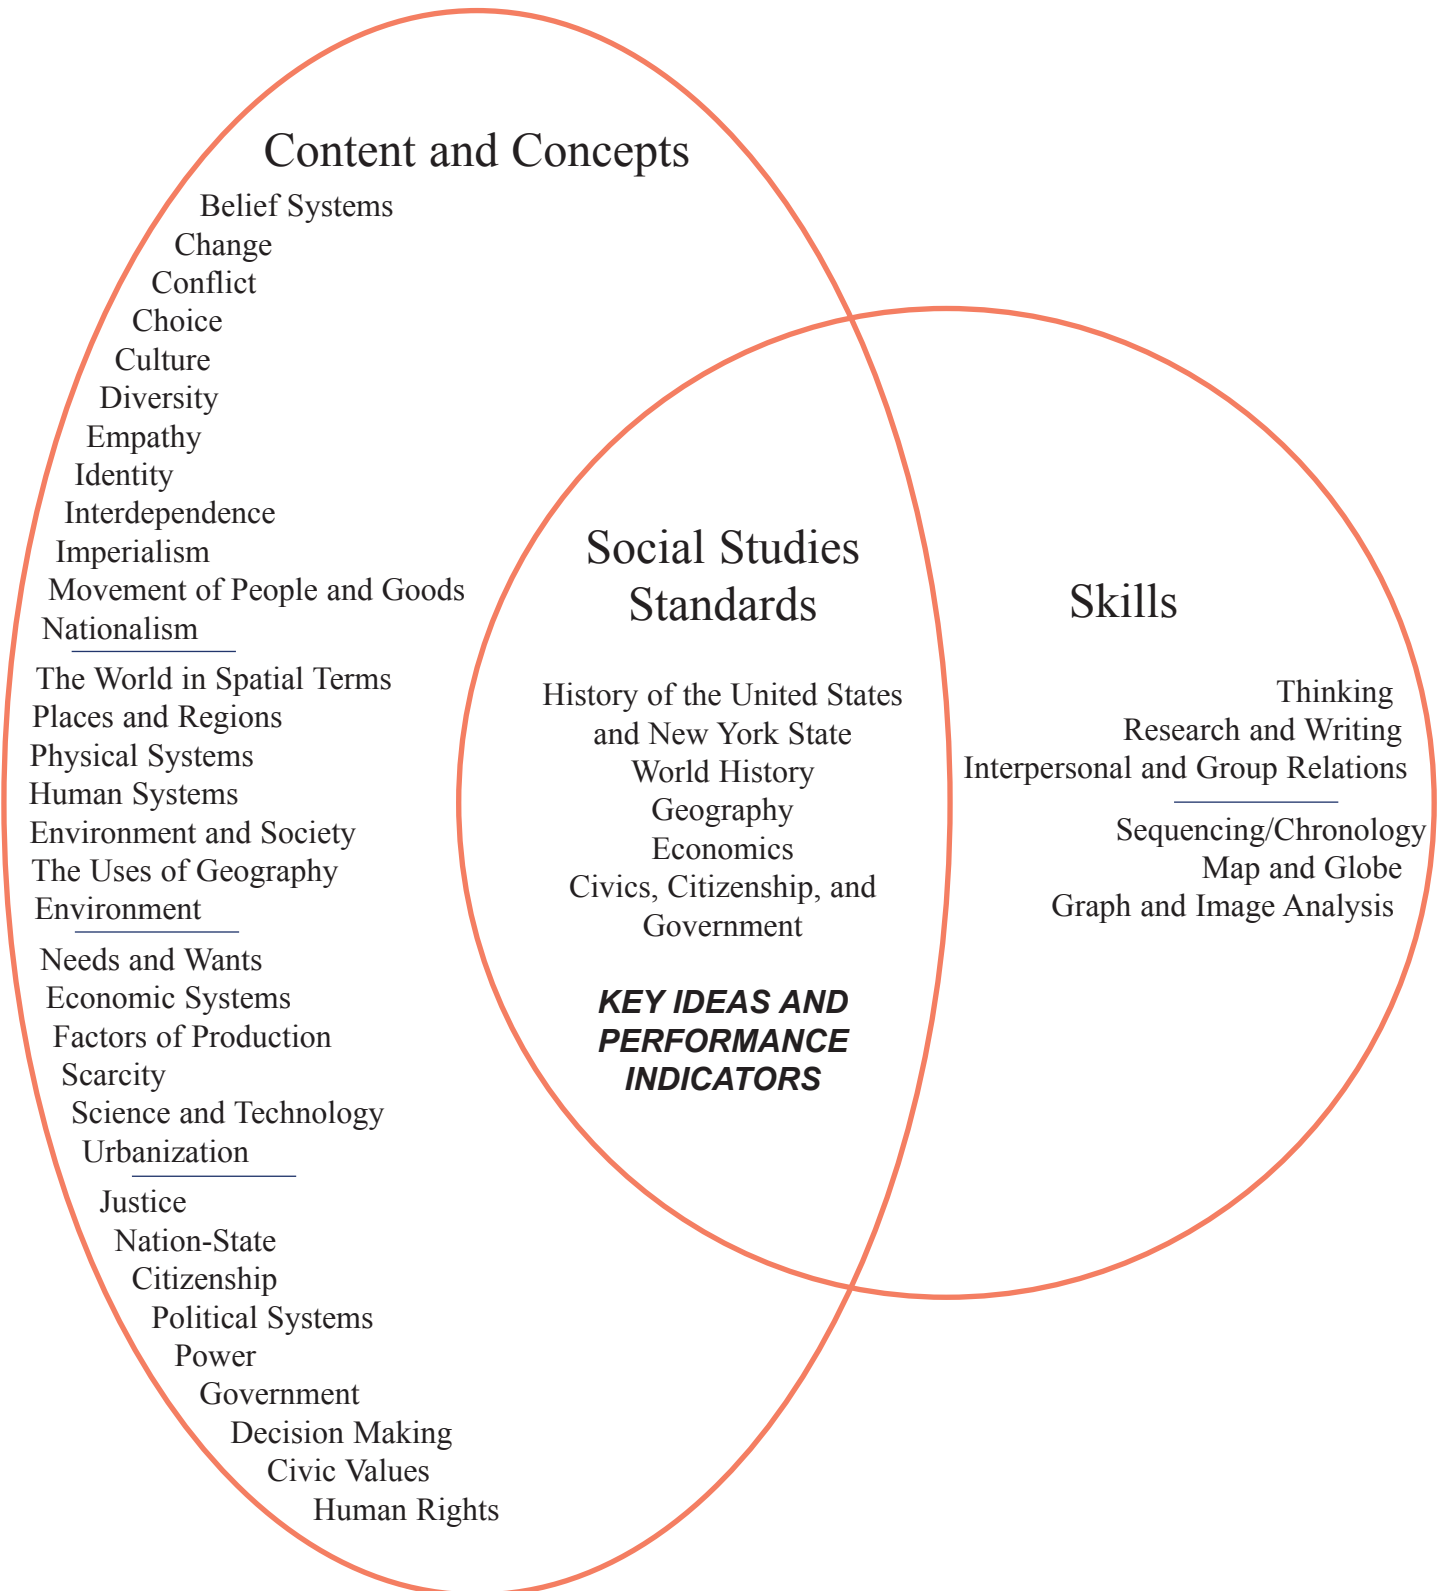 Content and Concepts
Belief Systems
Change
Conflict
Choice
Culture
Diversity
Empathy
Identity
Interdependence
Imperialism
Movement of People and Goods
Nationalism
The World in Spatial Terms
Places and Regions
Physical Systems
Human Systems
Environment and Society
The Uses of Geography
Environment
Needs and Wants
Economic Systems
Factors of Production
Scarcity
Science and Technology
Urbanization
Justice
Nation-State
Citizenship
Political Systems
Power
Government
Decision Making
Civic Values
Human Rights
Social Studies
Standards
History of the United States
and New York State
World History
Geography
Economics
Civics, Citizenship, and
Government
KEY IDEAS AND
PERFORMANCE
INDICATORS
Skills
Thinking
Research and Writing
Interpersonal and Group Relations
Sequencing/Chronology
Map and Globe
Graph and Image Analysis